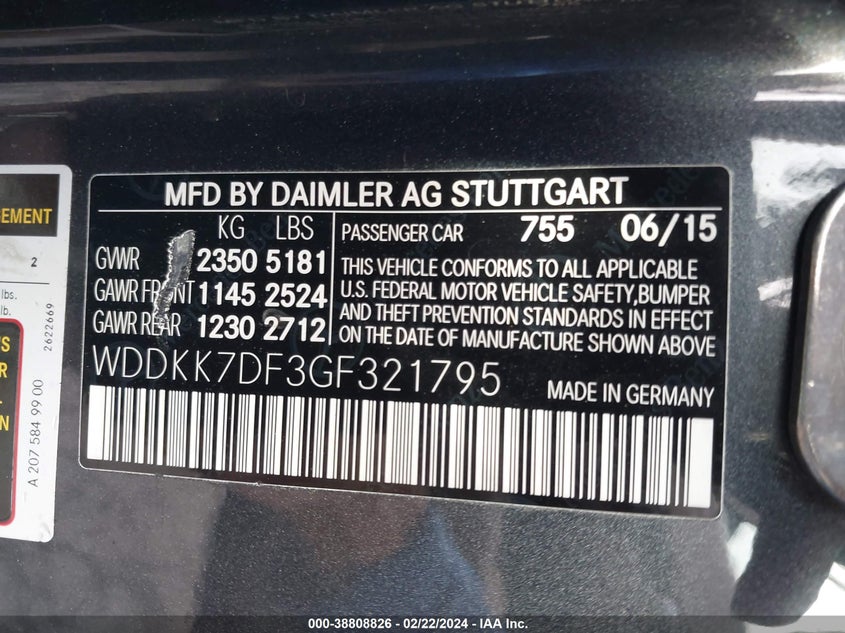 MFD BY DAIMLER AG STUTTGART
KG LBS
GVWR 2350 5181
GAWR FRONT 1145 2524
GAWR REAR 1230 2712
PASSENGER CAR 755 06/15
THIS VEHICLE CONFORMS TO ALL APPLICABLE
U.S. FEDERAL MOTOR VEHICLE SAFETY,BUMPER
AND THEFT PREVENTION STANDARDS IN EFFECT
ON THE DATE OF MANUFACTURE SHOWN ABOVE
WDDKK7DF3GF321795
MADE IN GERMANY
GEMENT
2
lbs.
lb.
'S
R
L
N
2622669
A 207 584 99 00
000-38808826 / 02/22/2024 - IAA Inc.